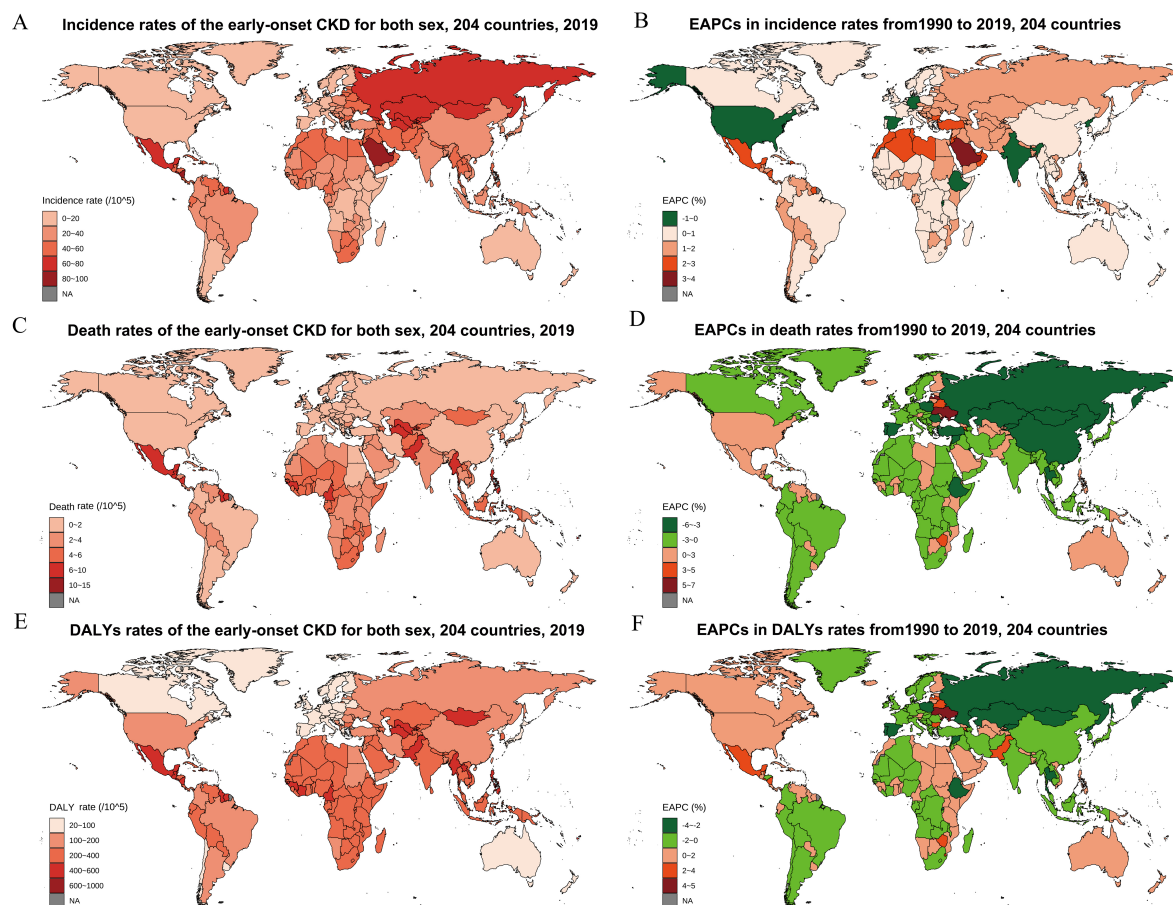 A
Incidence rates of the early-onset CKD for both sex, 204 countries, 2019
Incidence rate (/10^5)
0~20
20~40
40~60
60~80
80~100
NA
B
EAPCs in incidence rates from1990 to 2019, 204 countries
EAPC (%)
-1~0
0~1
1~2
2~3
3~4
NA
C
Death rates of the early-onset CKD for both sex, 204 countries, 2019
Death rate (/10^5)
0~2
2~4
4~6
6~10
10~15
NA
D
EAPCs in death rates from1990 to 2019, 204 countries
EAPC (%)
-6~-3
-3~0
0~3
3~5
5~7
NA
E
DALYs rates of the early-onset CKD for both sex, 204 countries, 2019
DALY rate (/10^5)
20~100
100~200
200~400
400~600
600~1000
NA
F
EAPCs in DALYs rates from1990 to 2019, 204 countries
EAPC (%)
-4~-2
-2~0
0~2
2~4
4~5
NA